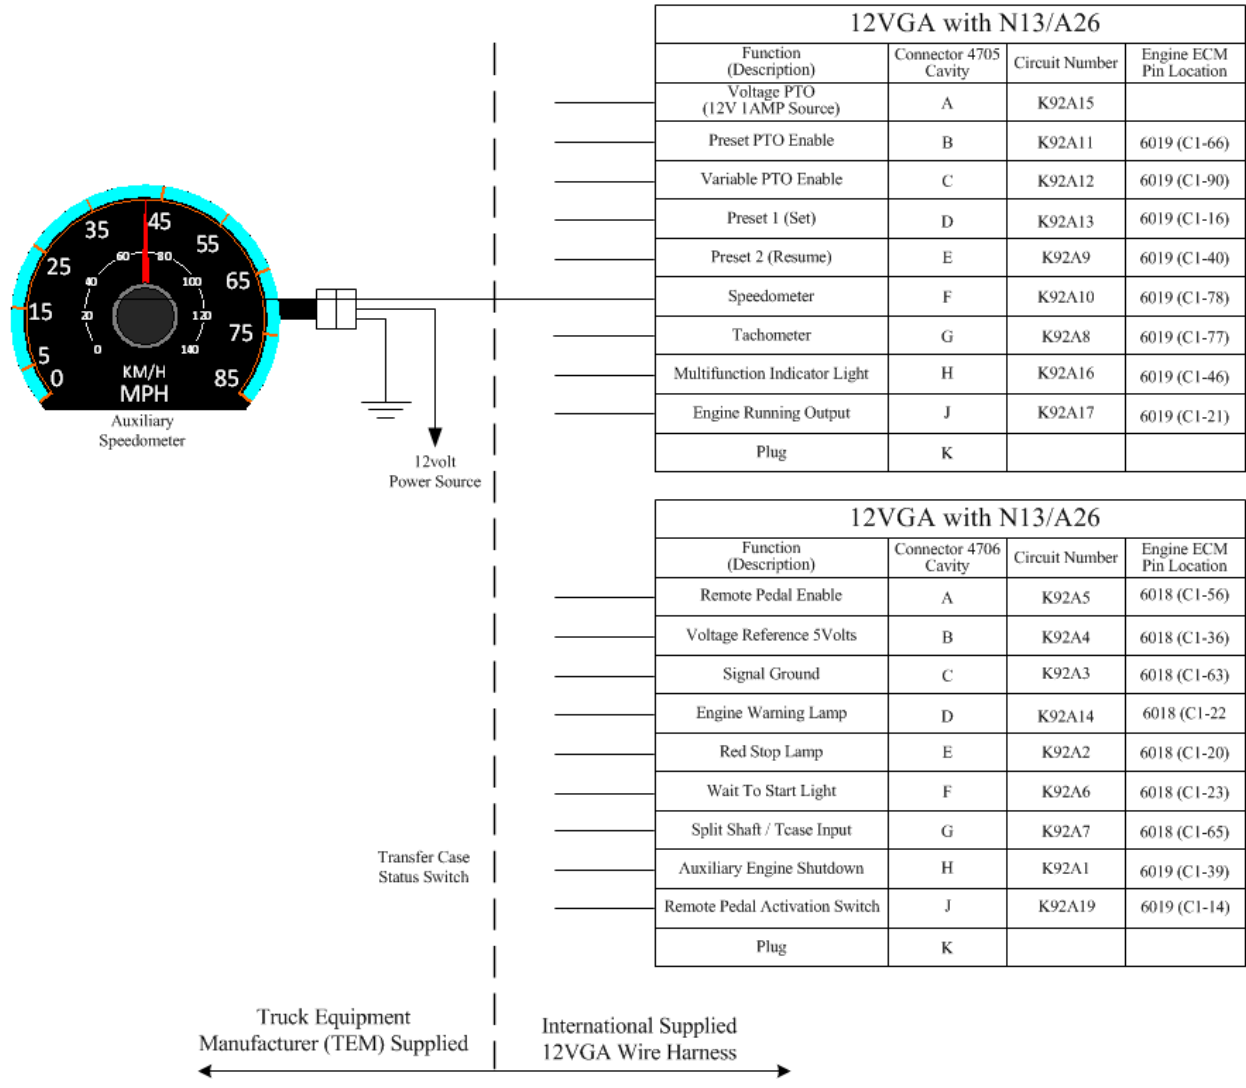 12VGA with N13/A26
Function (Description) Connector 4705 Cavity Circuit Number Engine ECM Pin Location
Voltage PTO (12V 1AMP Source) A K92A15
Preset PTO Enable B K92A11 6019 (C1-66)
Variable PTO Enable C K92A12 6019 (C1-90)
Preset 1 (Set) D K92A13 6019 (C1-16)
Preset 2 (Resume) E K92A9 6019 (C1-40)
Speedometer F K92A10 6019 (C1-78)
Tachometer G K92A8 6019 (C1-77)
Multifunction Indicator Light H K92A16 6019 (C1-46)
Engine Running Output J K92A17 6019 (C1-21)
Plug K
0 5 15 25 35 45 55 65 75 85
0 20 40 60 80 100 120 140
KM/H
MPH
Auxiliary
Speedometer
12volt
Power Source
12VGA with N13/A26
Function (Description) Connector 4706 Cavity Circuit Number Engine ECM Pin Location
Remote Pedal Enable A K92A5 6018 (C1-56)
Voltage Reference 5Volts B K92A4 6018 (C1-36)
Signal Ground C K92A3 6018 (C1-63)
Engine Warning Lamp D K92A14 6018 (C1-22
Red Stop Lamp E K92A2 6018 (C1-20)
Wait To Start Light F K92A6 6018 (C1-23)
Split Shaft / Tcase Input G K92A7 6018 (C1-65)
Auxiliary Engine Shutdown H K92A1 6019 (C1-39)
Remote Pedal Activation Switch J K92A19 6019 (C1-14)
Plug K
Transfer Case
Status Switch
Truck Equipment
Manufacturer (TEM) Supplied
International Supplied
12VGA Wire Harness